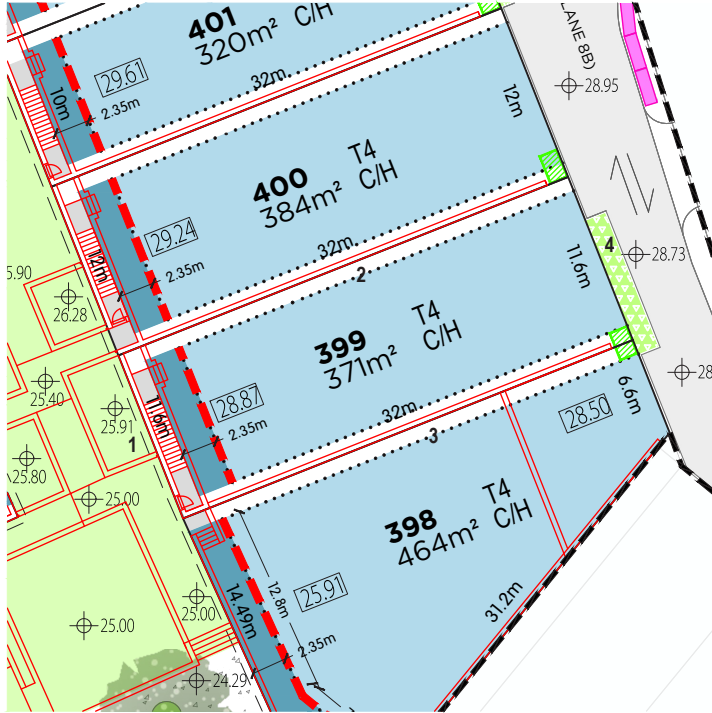 401
320m² C/H
LANE 8B)
29.61
32m
10m
2.35m
28.95
12m
400
384m²
T4
C/H
29.24
32m
12m
2.35m
2
4
28.73
11.6m
5.90
26.28
399
371m²
T4
C/H
28.87
32m
11.6m
2.35m
3
28
6.6m
28.50
25.40
25.91
1
25.80
25.00
398
464m²
T4
C/H
25.91
12.8m
14.49m
2.35m
31.2m
25.00
25.00
24.29